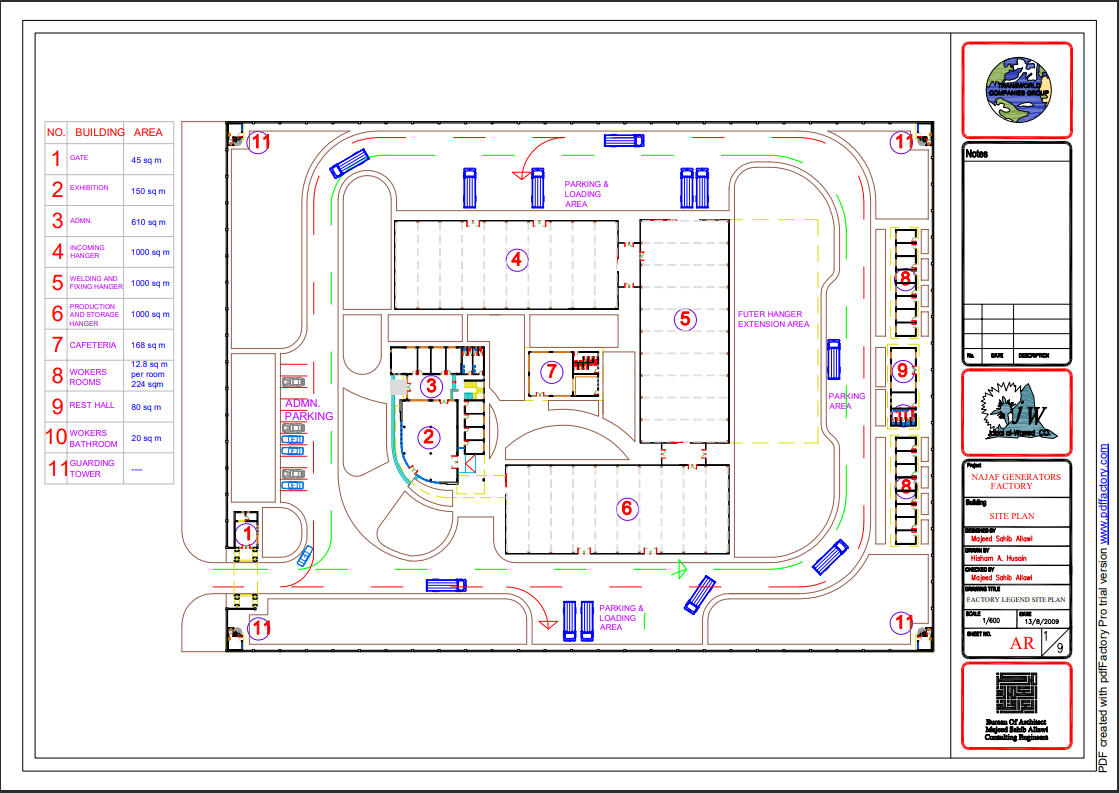 NO. BUILDING AREA
1 GATE 45 sq m
2 EXHIBITION 150 sq m
3 ADMN. 610 sq m
4 INCOMING HANGER 1000 sq m
5 WELDING AND FIXING HANGER 1000 sq m
6 PRODUCTION AND STORAGE HANGER 1000 sq m
7 CAFETERIA 168 sq m
8 WOKERS ROOMS 12.8 sq m per room 224 sqm
9 REST HALL 80 sq m
10 WOKERS BATHROOM 20 sq m
11 GUARDING TOWER ----
11
11
PARKING &
LOADING
AREA
4
5
8
FUTER HANGER
EXTENSION AREA
3
7
9
ADMN.
PARKING
PARKING
AREA
2
8
6
1
PARKING &
LOADING
AREA
11
11
TRANSWORLD
COMPANIES GROUP
Notes
No. DATE DESCRIPTION
Project
NAJAF GENERATORS
FACTORY
Building
SITE PLAN
DESIGNED BY
Majeed Sahib Allawi
DRAWN BY
Hisham A. Husain
CHECKED BY
Majeed Sahib Allawi
DRAWING TITLE
FACTORY LEGEND SITE PLAN
SCALE DATE
1/600 13/8/2009
SHEET NO.
AR 1/9
Bureau Of Architect
Majeed Sahib Allawi
Consulting Engineers
PDF created with pdfFactory Pro trial version www.pdffactory.com